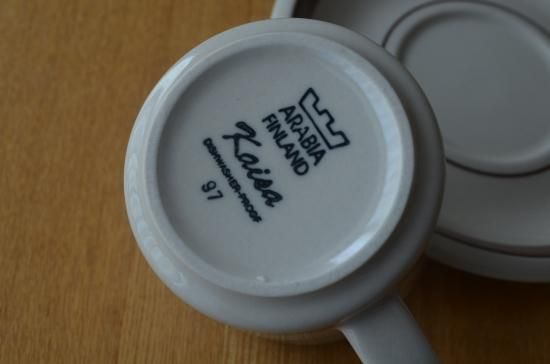 ARABIA
FINLAND
Kaisa
DISHWASHER-PROOF
97